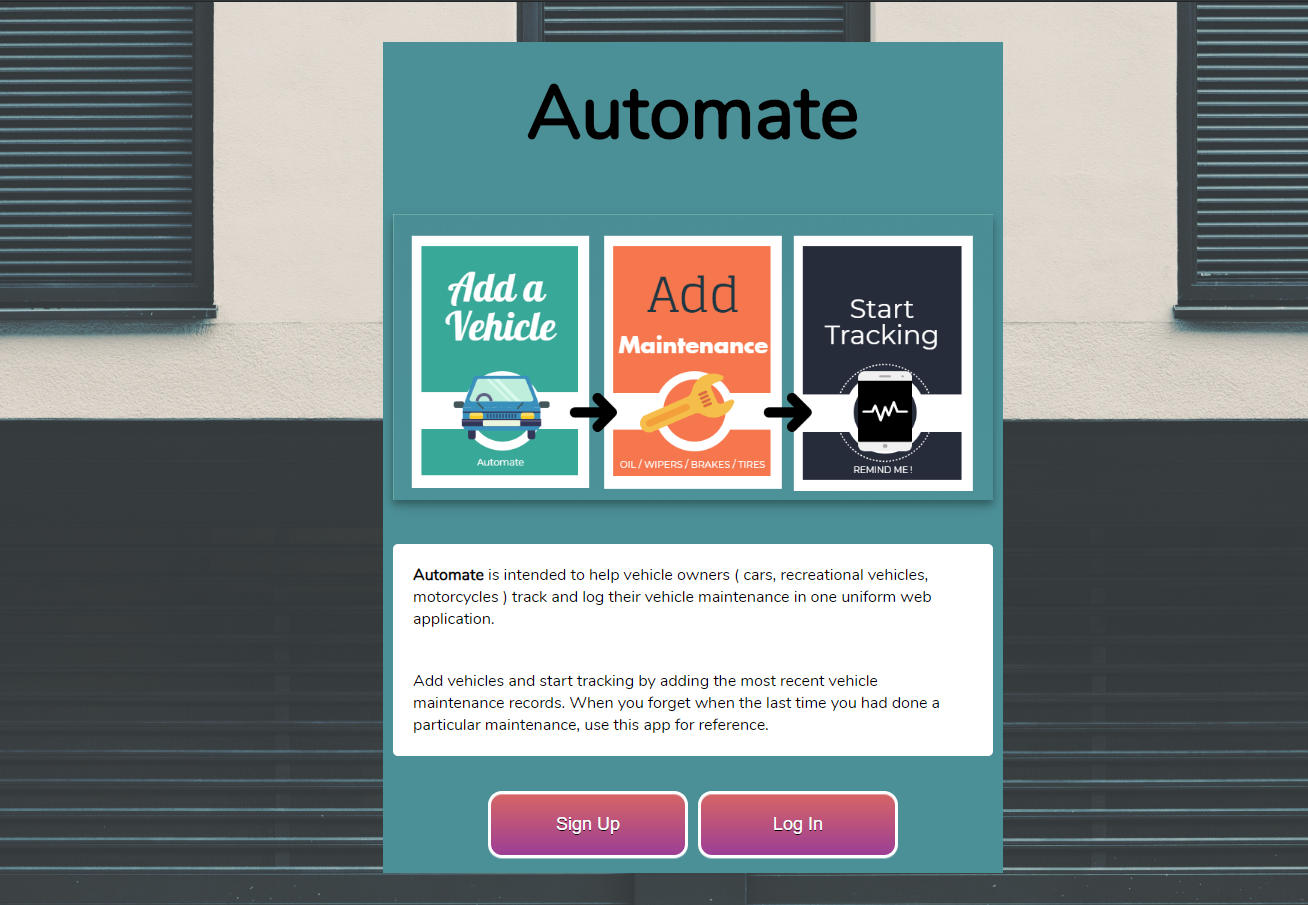 Automate
Add a
Vehicle
Automate
Add
Maintenance
OIL / WIPERS / BRAKES / TIRES
Start
Tracking
REMIND ME !
Automate is intended to help vehicle owners ( cars, recreational vehicles,
motorcycles ) track and log their vehicle maintenance in one uniform web
application.
Add vehicles and start tracking by adding the most recent vehicle
maintenance records. When you forget when the last time you had done a
particular maintenance, use this app for reference.
Sign Up
Log In